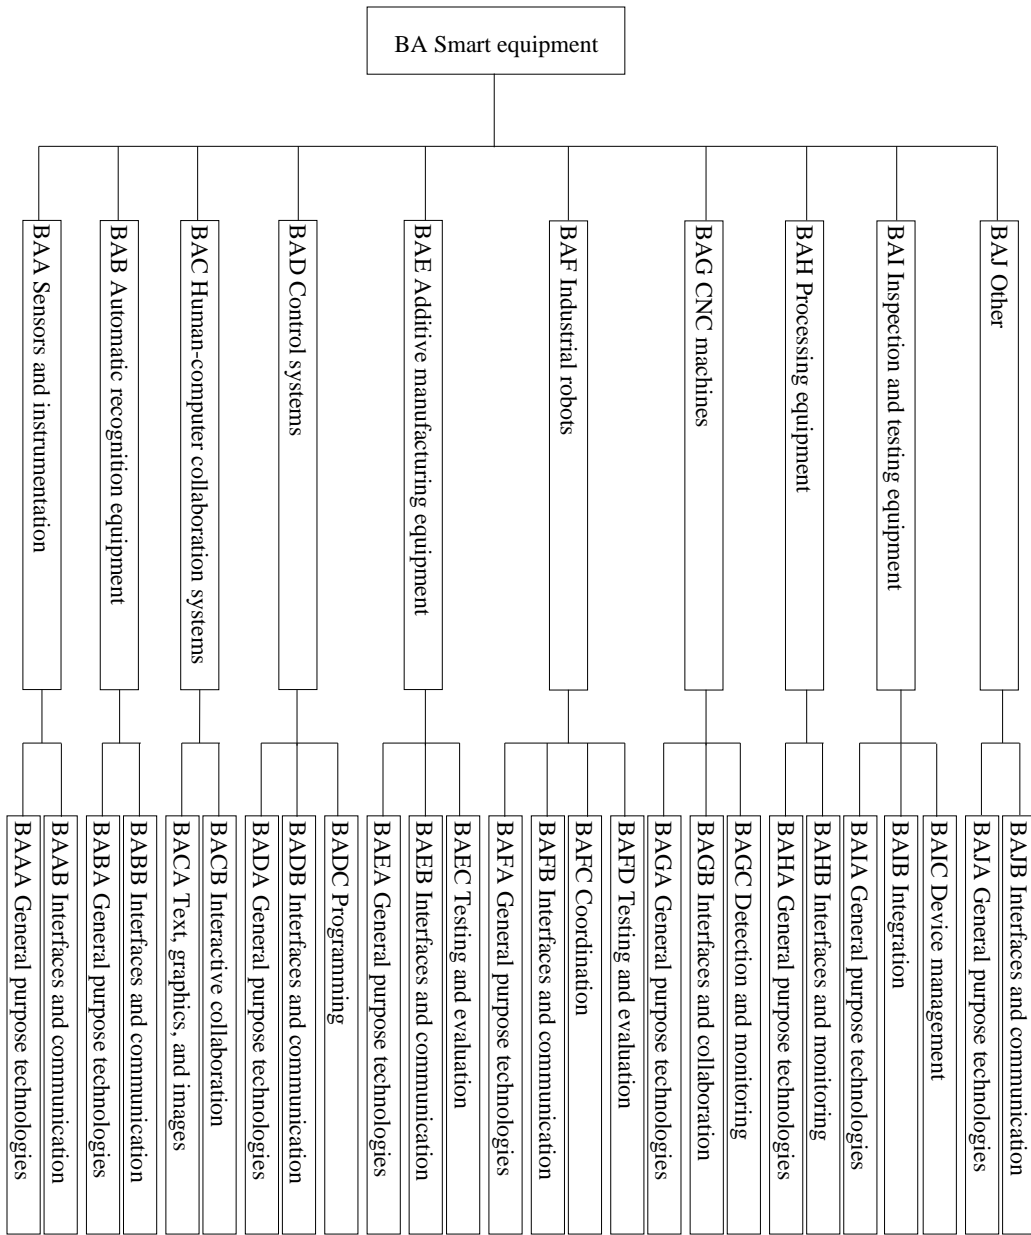 BA Smart equipment
BAA Sensors and instrumentation
BAB Automatic recognition equipment
BAC Human-computer collaboration systems
BAD Control systems
BAE Additive manufacturing equipment
BAF Industrial robots
BAG CNC machines
BAH Processing equipment
BAI Inspection and testing equipment
BAJ Other
BAAA General purpose technologies
BAAB Interfaces and communication
BABA General purpose technologies
BABB Interfaces and communication
BACA Text, graphics, and images
BACB Interactive collaboration
BADA General purpose technologies
BADB Interfaces and communication
BADC Programming
BAEA General purpose technologies
BAEB Interfaces and communication
BAEC Testing and evaluation
BAFA General purpose technologies
BAFB Interfaces and communication
BAFC Coordination
BAFD Testing and evaluation
BAGA General purpose technologies
BAGB Interfaces and collaboration
BAGC Detection and monitoring
BAHA General purpose technologies
BAHB Interfaces and monitoring
BAIA General purpose technologies
BAIB Integration
BAIC Device management
BAJA General purpose technologies
BAJB Interfaces and communication